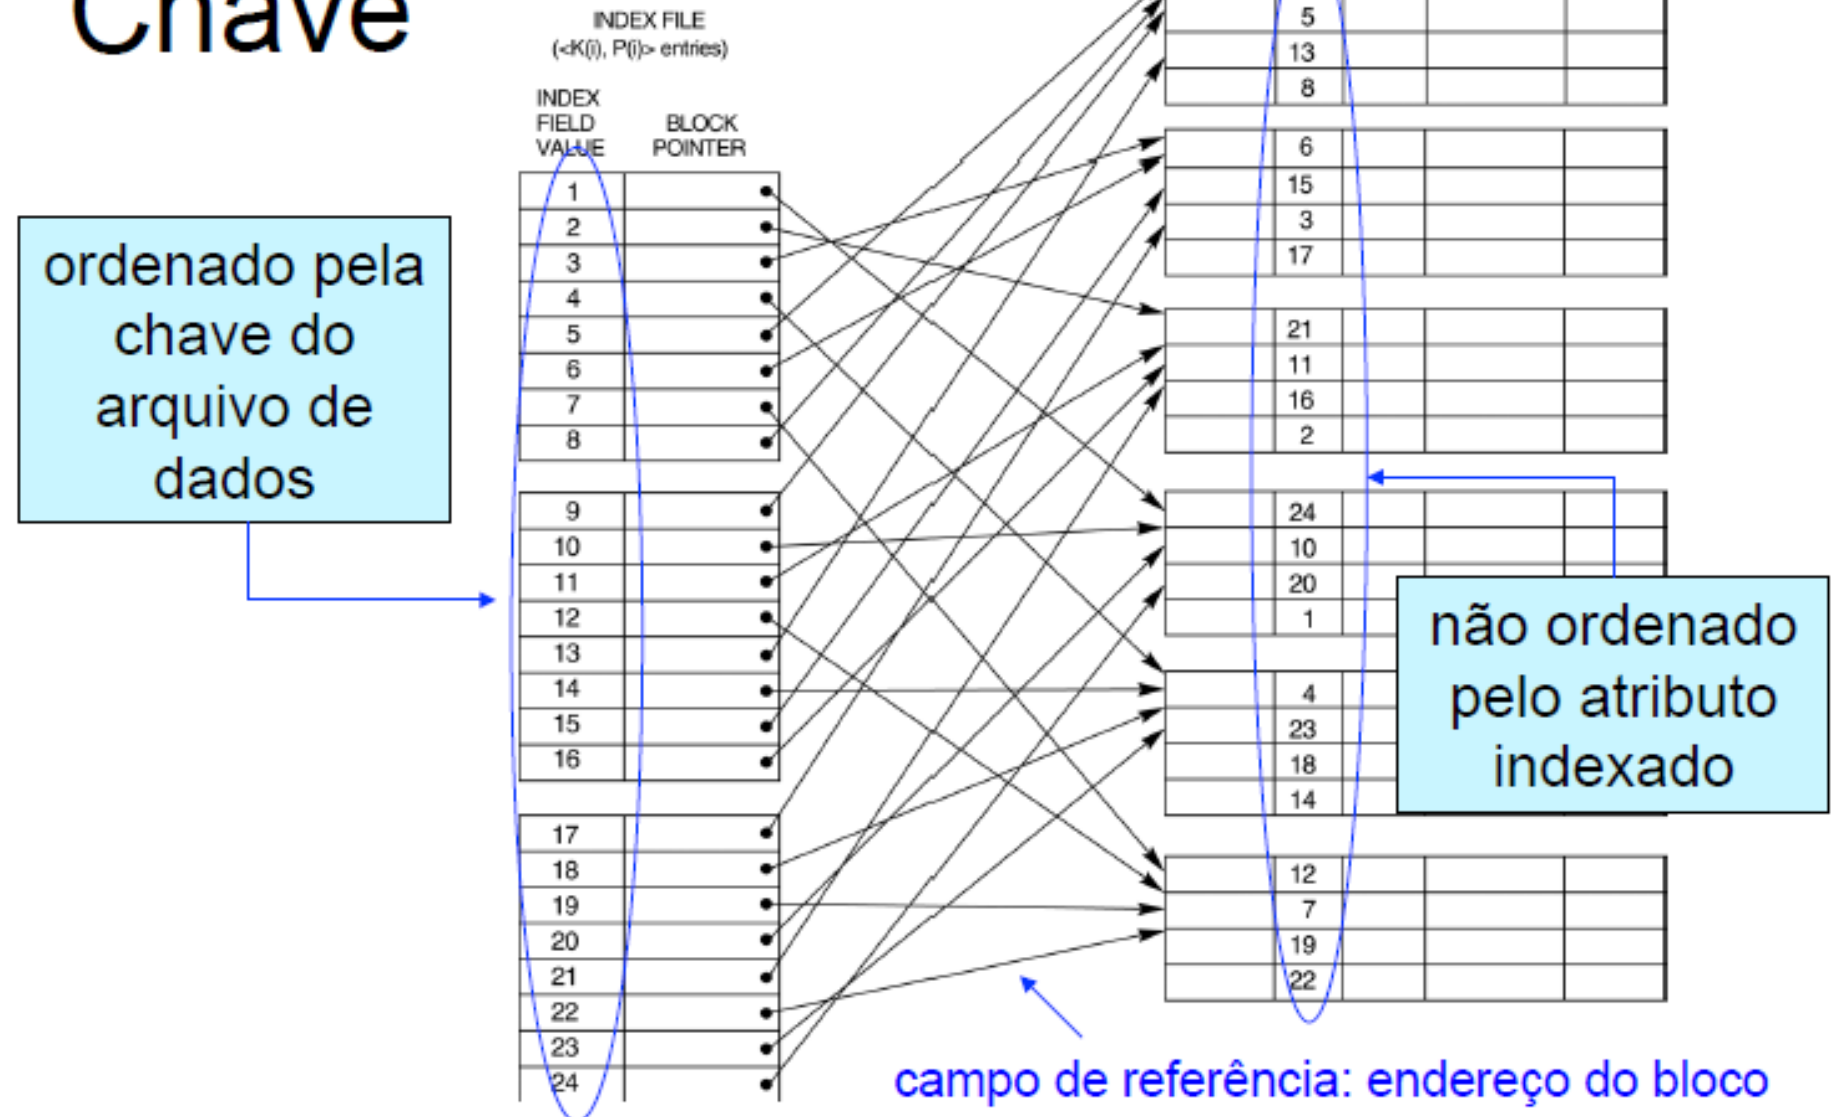 Chave
INDEX FILE
(<K(i), P(i)> entries)
INDEX
FIELD
VALUE
BLOCK
POINTER
1
2
3
4
5
6
7
8
9
10
11
12
13
14
15
16
17
18
19
20
21
22
23
24
ordenado pela
chave do
arquivo de
dados
5
13
8
6
15
3
17
21
11
16
2
24
10
20
1
4
23
18
14
12
7
19
22
não ordenado
pelo atributo
indexado
campo de referência: endereço do bloco